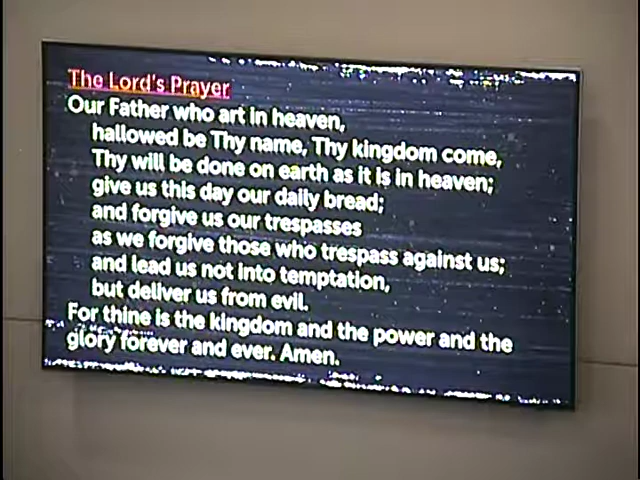 The Lord's Prayer
Our Father who art in heaven,
hallowed be Thy name, Thy kingdom come,
Thy will be done on earth as it is in heaven;
give us this day our daily bread;
and forgive us our trespasses
as we forgive those who trespass against us;
and lead us not into temptation,
but deliver us from evil.
For thine is the kingdom and the power and the
glory forever and ever. Amen.